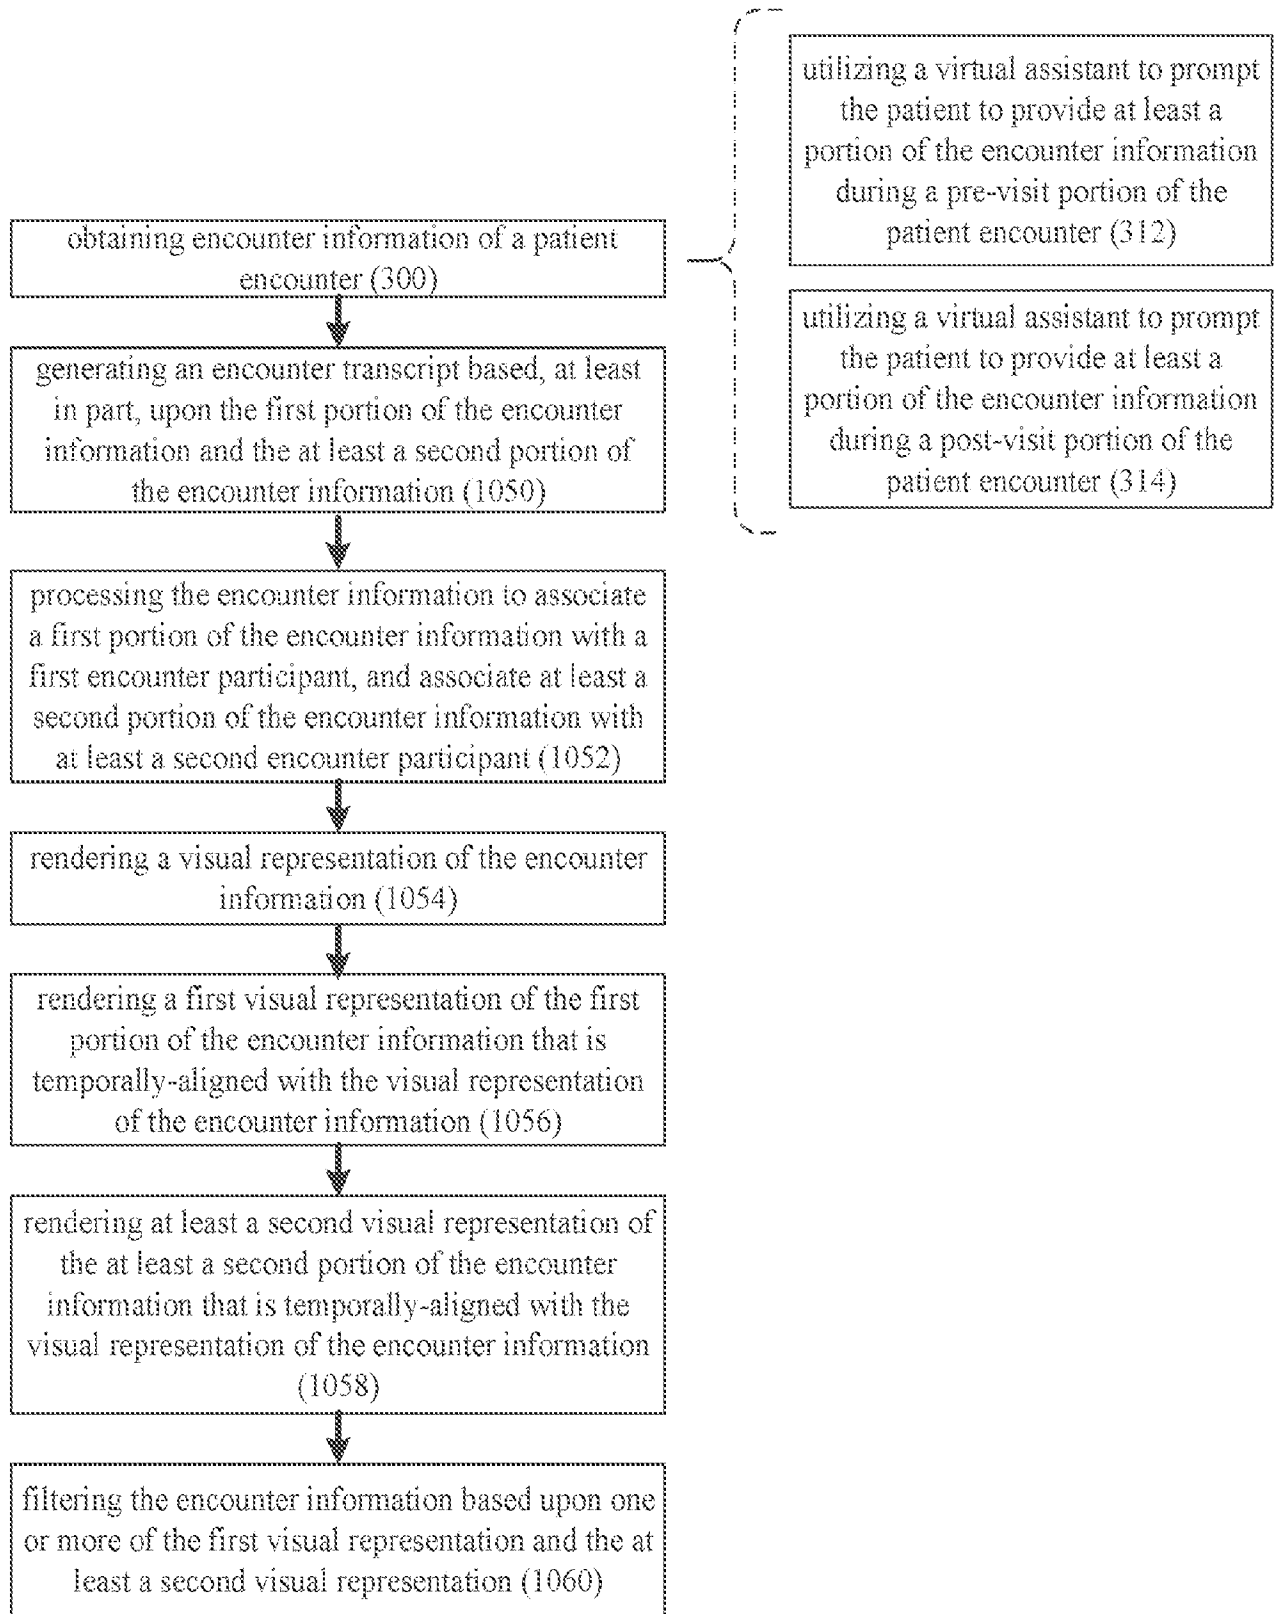 obtaining encounter information of a patient
encounter (300)
utilizing a virtual assistant to prompt
the patient to provide at least a
portion of the encounter information
during a pre-visit portion of the
patient encounter (312)
utilizing a virtual assistant to prompt
the patient to provide at least a
portion of the encounter information
during a post-visit portion of the
patient encounter (314)
generating an encounter transcript based, at least
in part, upon the first portion of the encounter
information and the at least a second portion of
the encounter information (1050)
processing the encounter information to associate
a first portion of the encounter information with a
first encounter participant, and associate at least a
second portion of the encounter information with
at least a second encounter participant (1052)
rendering a visual representation of the encounter
information (1054)
rendering a first visual representation of the first
portion of the encounter information that is
temporally-aligned with the visual representation
of the encounter information (1056)
rendering at least a second visual representation of
the at least a second portion of the encounter
information that is temporally-aligned with the
visual representation of the encounter information
(1058)
filtering the encounter information based upon one
or more of the first visual representation and the at
least a second visual representation (1060)